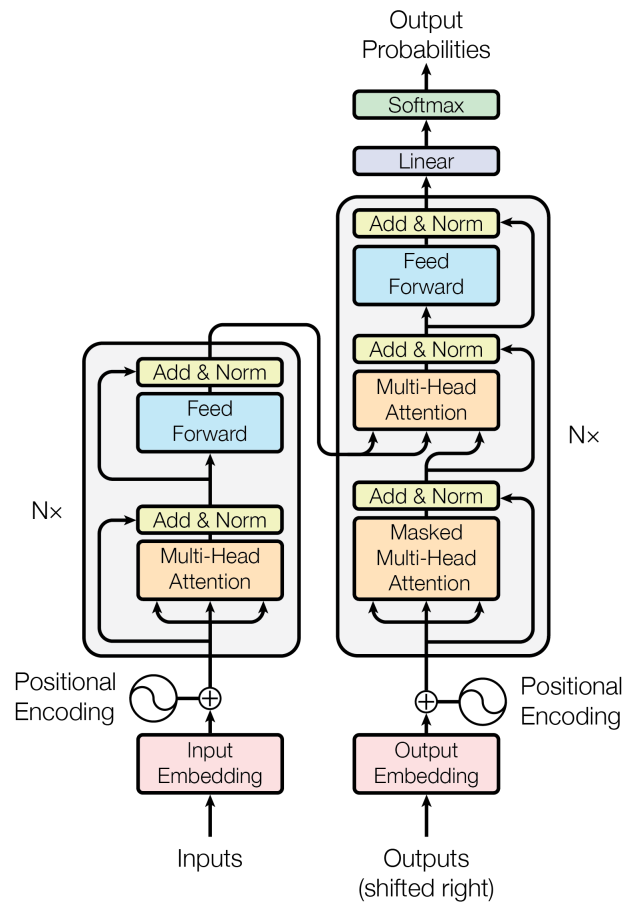 Output
Probabilities
Softmax
Linear
Add & Norm
Feed
Forward
Add & Norm
Multi-Head
Attention
Nx
Add & Norm
Masked
Multi-Head
Attention
Add & Norm
Feed
Forward
Nx
Add & Norm
Multi-Head
Attention
Positional
Encoding
Positional
Encoding
Input
Embedding
Output
Embedding
Inputs
Outputs
(shifted right)